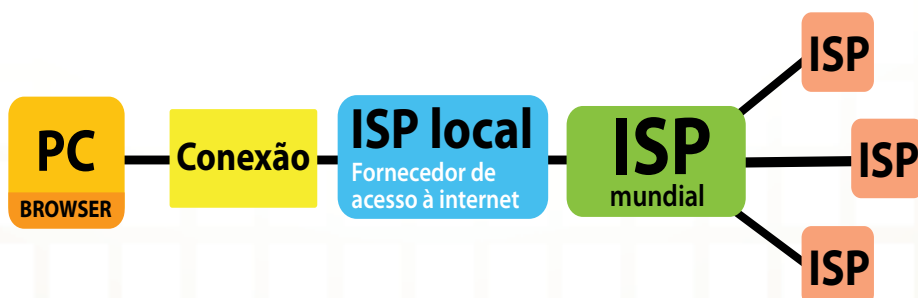 PC
BROWSER
Conexão
ISP local
Fornecedor de
acesso à internet
ISP
mundial
ISP
ISP
ISP